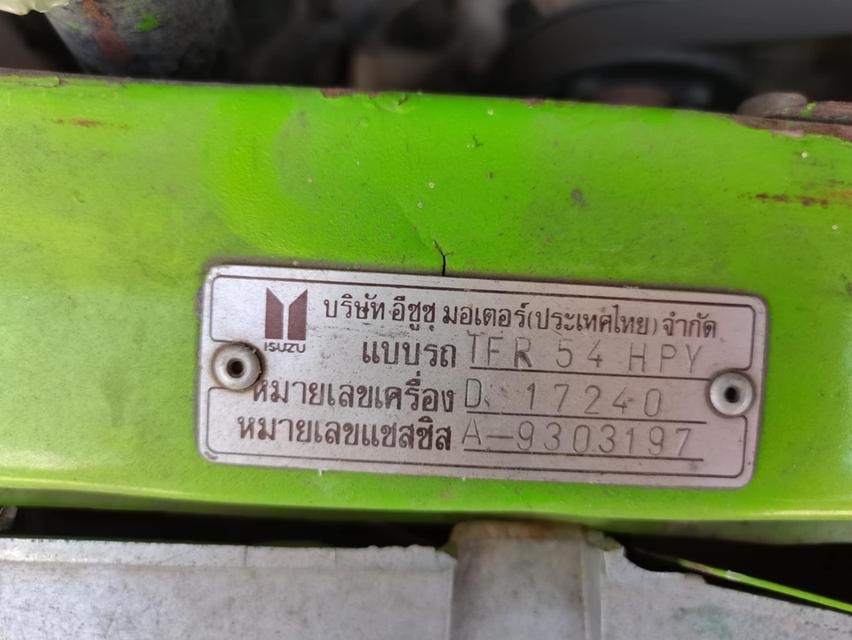 บริษัท อีซูซุ มอเตอร์(ประเทศไทย) จำกัด
ISUZU
แบบรถ TFR 54 HPY
หมายเลขเครื่อง D. 17240
หมายเลขแชสซิส A-9303197